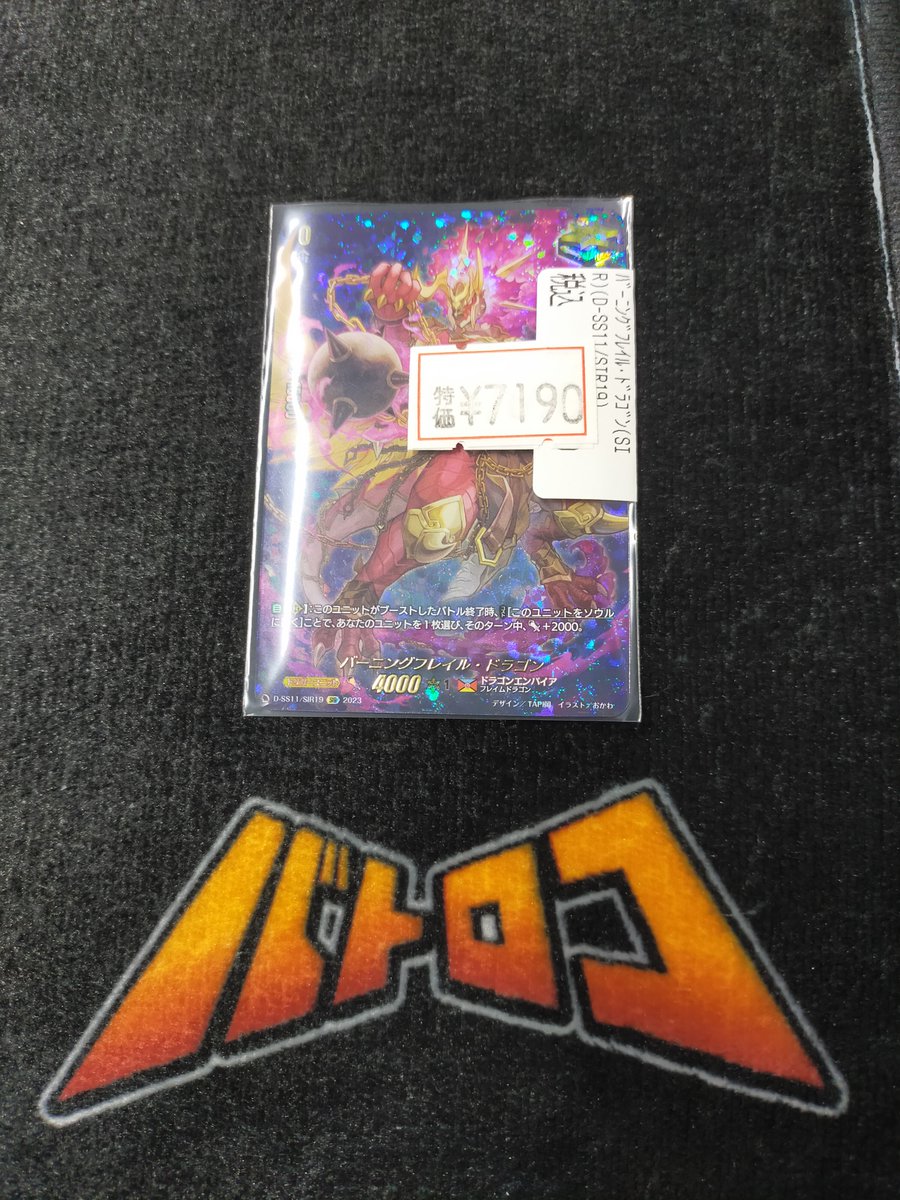 0
バーニングフレイル・ドラゴン(SI
R)(D-SS11/SIR19)
税込
特価 ¥7190
自【R】:このユニットがブーストしたバトル終了時、[このユニットをソウル
に置く]ことで、あなたのユニットを1枚選び、そのターン中、+2000。
バーニングフレイル・ドラゴン
4000 1 ドラゴンエンパイア
フレイムドラゴン
D-SS11/SIR19 2023 デザイン/TAPIOCA イラスト/おかわ
バトロコ